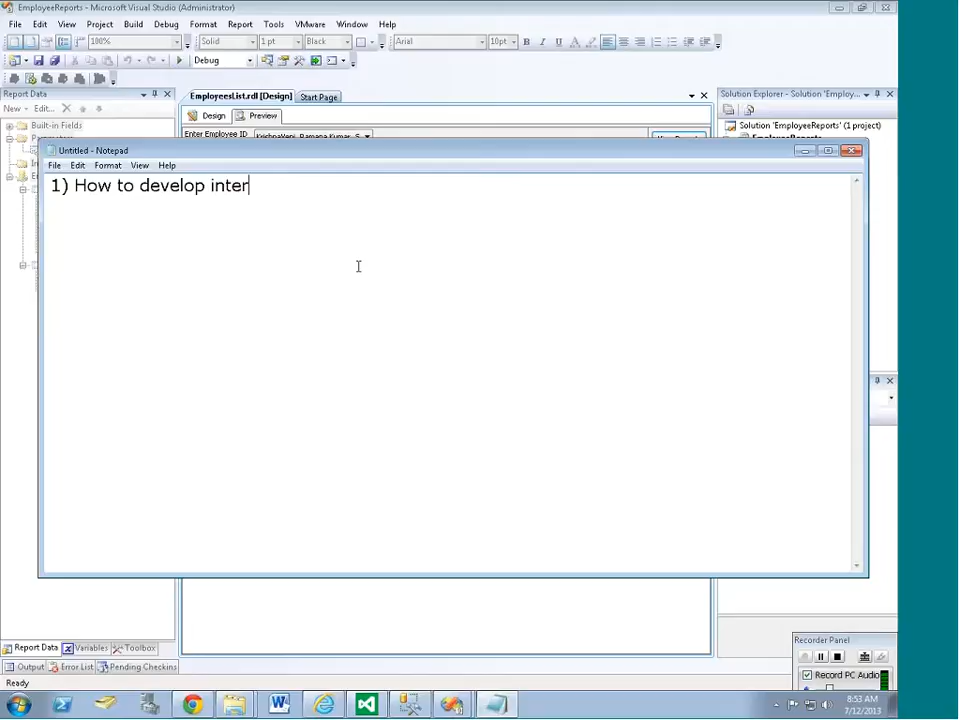 EmployeeReports - Microsoft Visual Studio (Administrator)
File Edit View Project Build Debug Format Report Tools VMware Window Help
100% Solid 1 pt Black Arial 10pt B I U A
Debug
Report Data
New Edit...
Built-in Fields
EmployeesList.rdl [Design] Start Page
Design Preview
Enter Employee ID
Solution Explorer - Solution 'Employ...
Solution 'EmployeeReports' (1 project)
Untitled - Notepad
File Edit Format View Help
1) How to develop inter
Report Data Variables Toolbox
Output Error List Pending Checkins
Ready
Recorder Panel
Record PC Audio
8:53 AM
7/12/2013